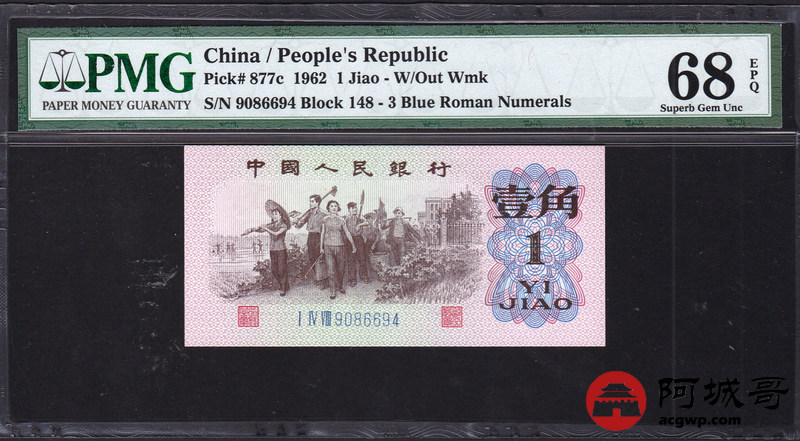 PMG
PAPER MONEY GUARANTY
China / People's Republic
Pick# 877c 1962 1 Jiao - W/Out Wmk
S/N 9086694 Block 148 - 3 Blue Roman Numerals
68
EPQ
Superb Gem Unc
中國人民銀行
壹角
1
YI
JIAO
I IV VIII 9086694
阿城哥
acgwp.com